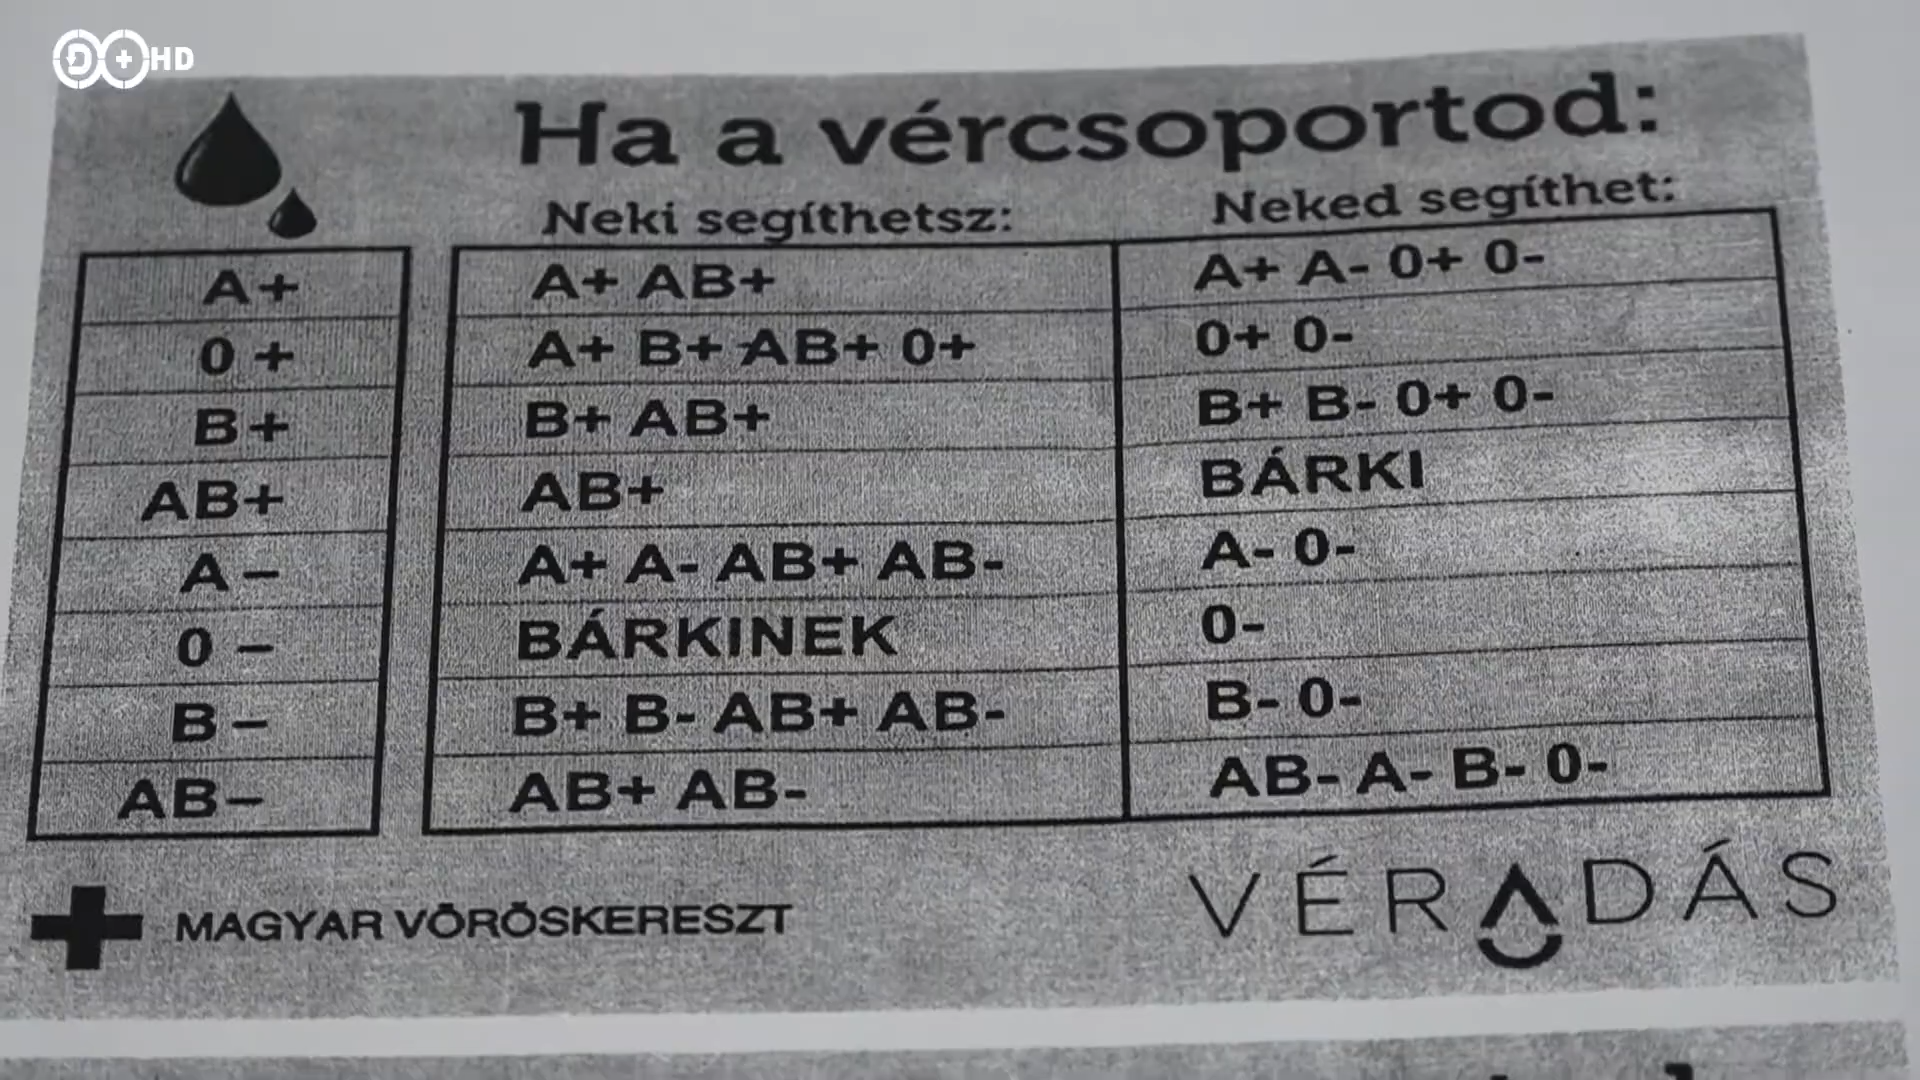 D+HD
Ha a vércsoportod:
Neki segíthetsz: Neked segíthet:
A+ A+ AB+ A+ A- 0+ 0-
0 + A+ B+ AB+ 0+ 0+ 0-
B+ B+ AB+ B+ B- 0+ 0-
AB+ AB+ BÁRKI
A- A+ A- AB+ AB- A- 0-
0 - BÁRKINEK 0-
B- B+ B- AB+ AB- B- 0-
AB- AB+ AB- AB- A- B- 0-
MAGYAR VÖRÖSKERESZT VÉRADÁS